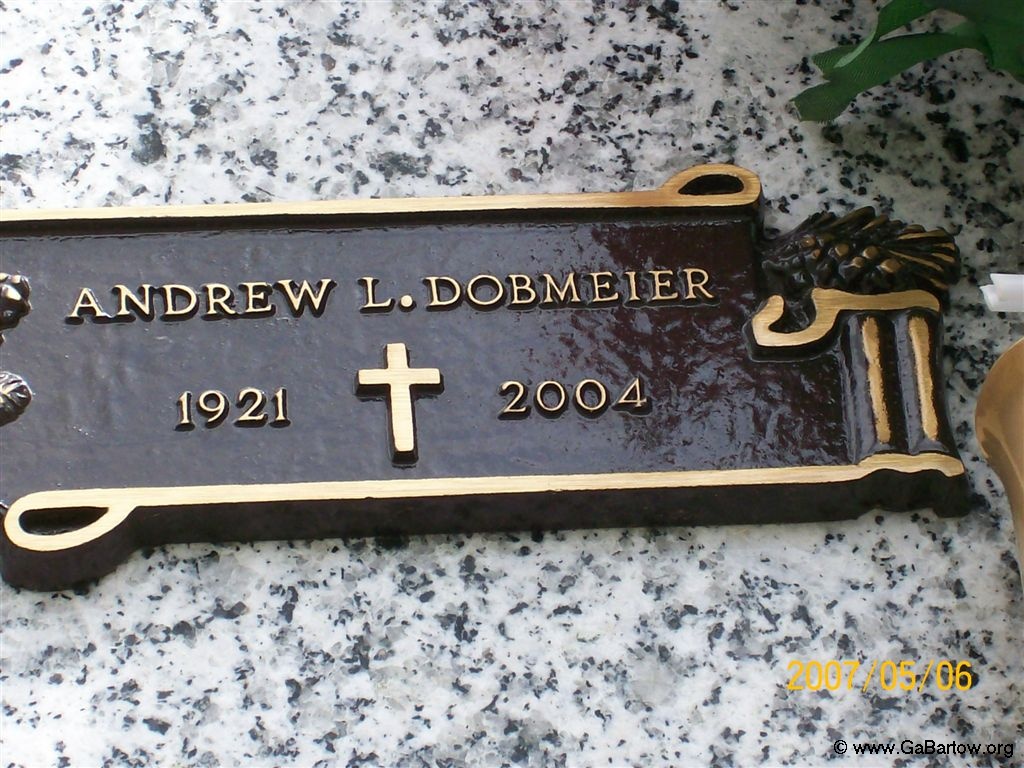 ANDREW L. DOBMEIER
1921 2004
2007/05/06
© www.GaBartow.org